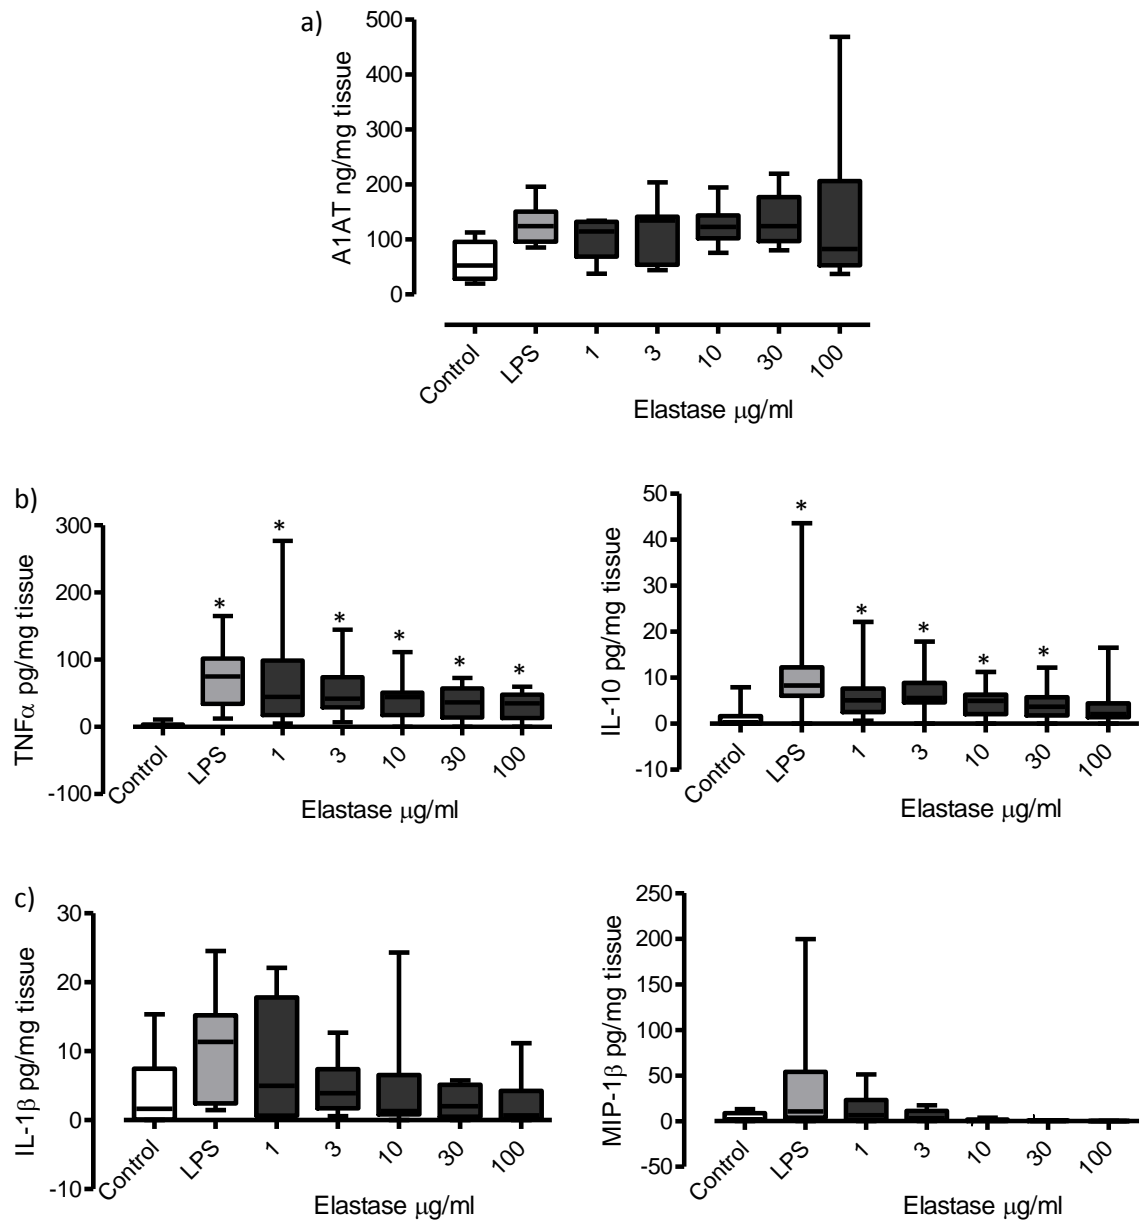 a)
A1AT ng/mg tissue
500
400
300
200
100
0
Control
LPS
1
3
10
30
100
Elastase μg/ml
b)
TNFα pg/mg tissue
300
200
100
0
-100
* * * * * *
Control
LPS
1
3
10
30
100
Elastase μg/ml
IL-10 pg/mg tissue
50
40
30
20
10
0
-10
* * * * *
Control
LPS
1
3
10
30
100
Elastase μg/ml
c)
IL-1β pg/mg tissue
30
20
10
0
-10
Control
LPS
1
3
10
30
100
Elastase μg/ml
MIP-1β pg/mg tissue
250
200
150
100
50
0
-50
Control
LPS
1
3
10
30
100
Elastase μg/ml